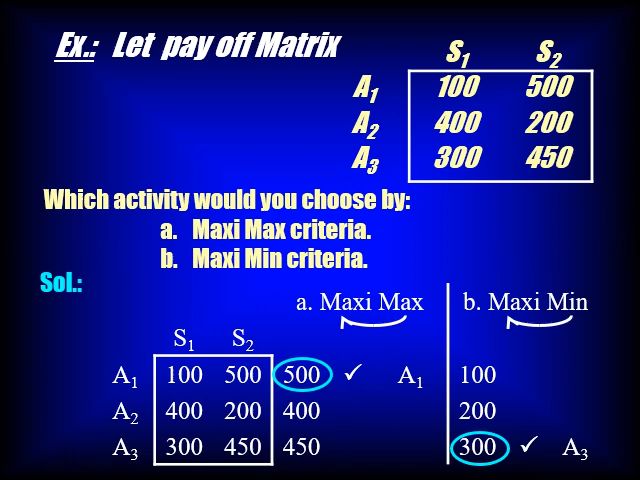 Ex.: Let pay off Matrix
S1 S2
A1 100 500
A2 400 200
A3 300 450
Which activity would you choose by:
a. Maxi Max criteria.
b. Maxi Min criteria.
Sol.:
a. Maxi Max b. Maxi Min
S1 S2
A1 100 500 500 ✓ A1 100
A2 400 200 400 200
A3 300 450 450 300 ✓ A3